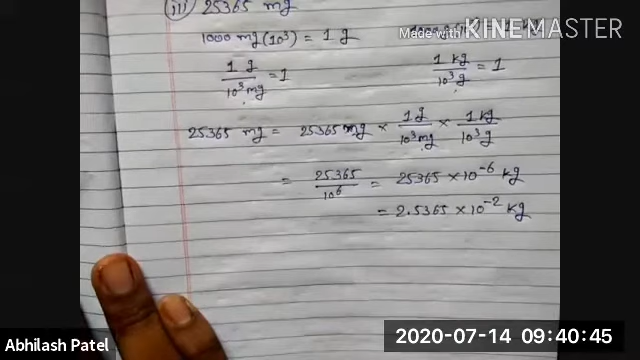 (iii) 25365 mg
1000 mg (10³) = 1 g
Made with KINEMASTER
1 g / 10³ mg = 1
1 kg / 10³ g = 1
25365 mg = 25365 mg × 1 g / 10³ mg × 1 kg / 10³ g
= 25365 / 10⁶ = 25365 × 10⁻⁶ kg
= 2.5365 × 10⁻² kg
Abhilash Patel
2020-07-14 09:40:45